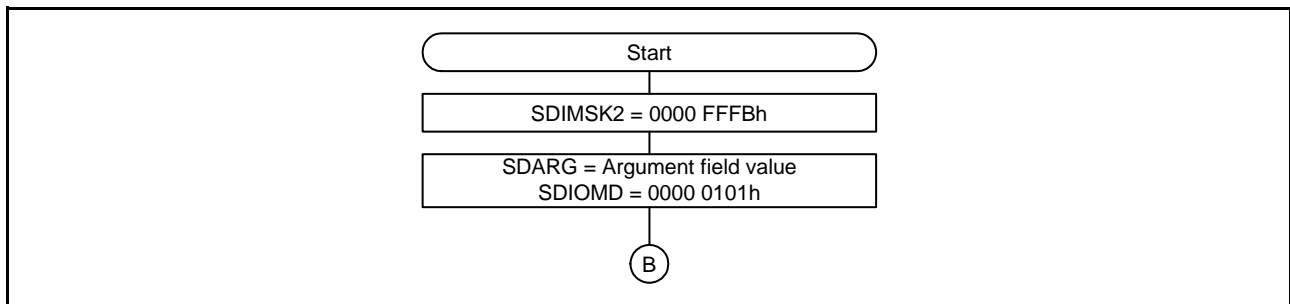 Start
SDIMSK2 = 0000 FFFBh
SDARG = Argument field value
SDIOMD = 0000 0101h
B